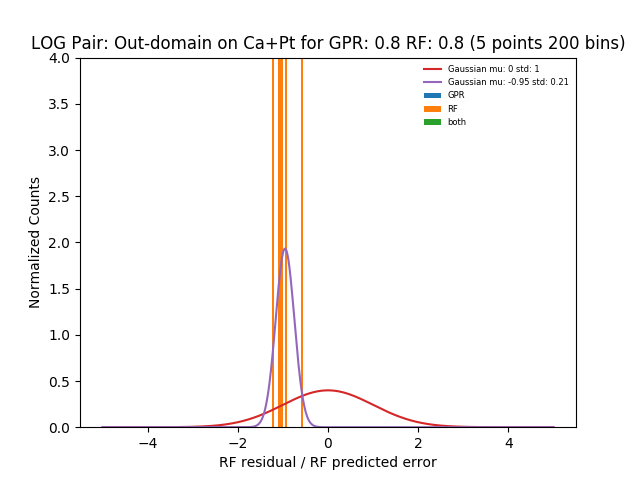 LOG Pair: Out-domain on Ca+Pt for GPR: 0.8 RF: 0.8 (5 points 200 bins)
Gaussian mu: 0 std: 1
Gaussian mu: -0.95 std: 0.21
GPR
RF
both
Normalized Counts
4.0
3.5
3.0
2.5
2.0
1.5
1.0
0.5
0.0
−4 −2 0 2 4
RF residual / RF predicted error